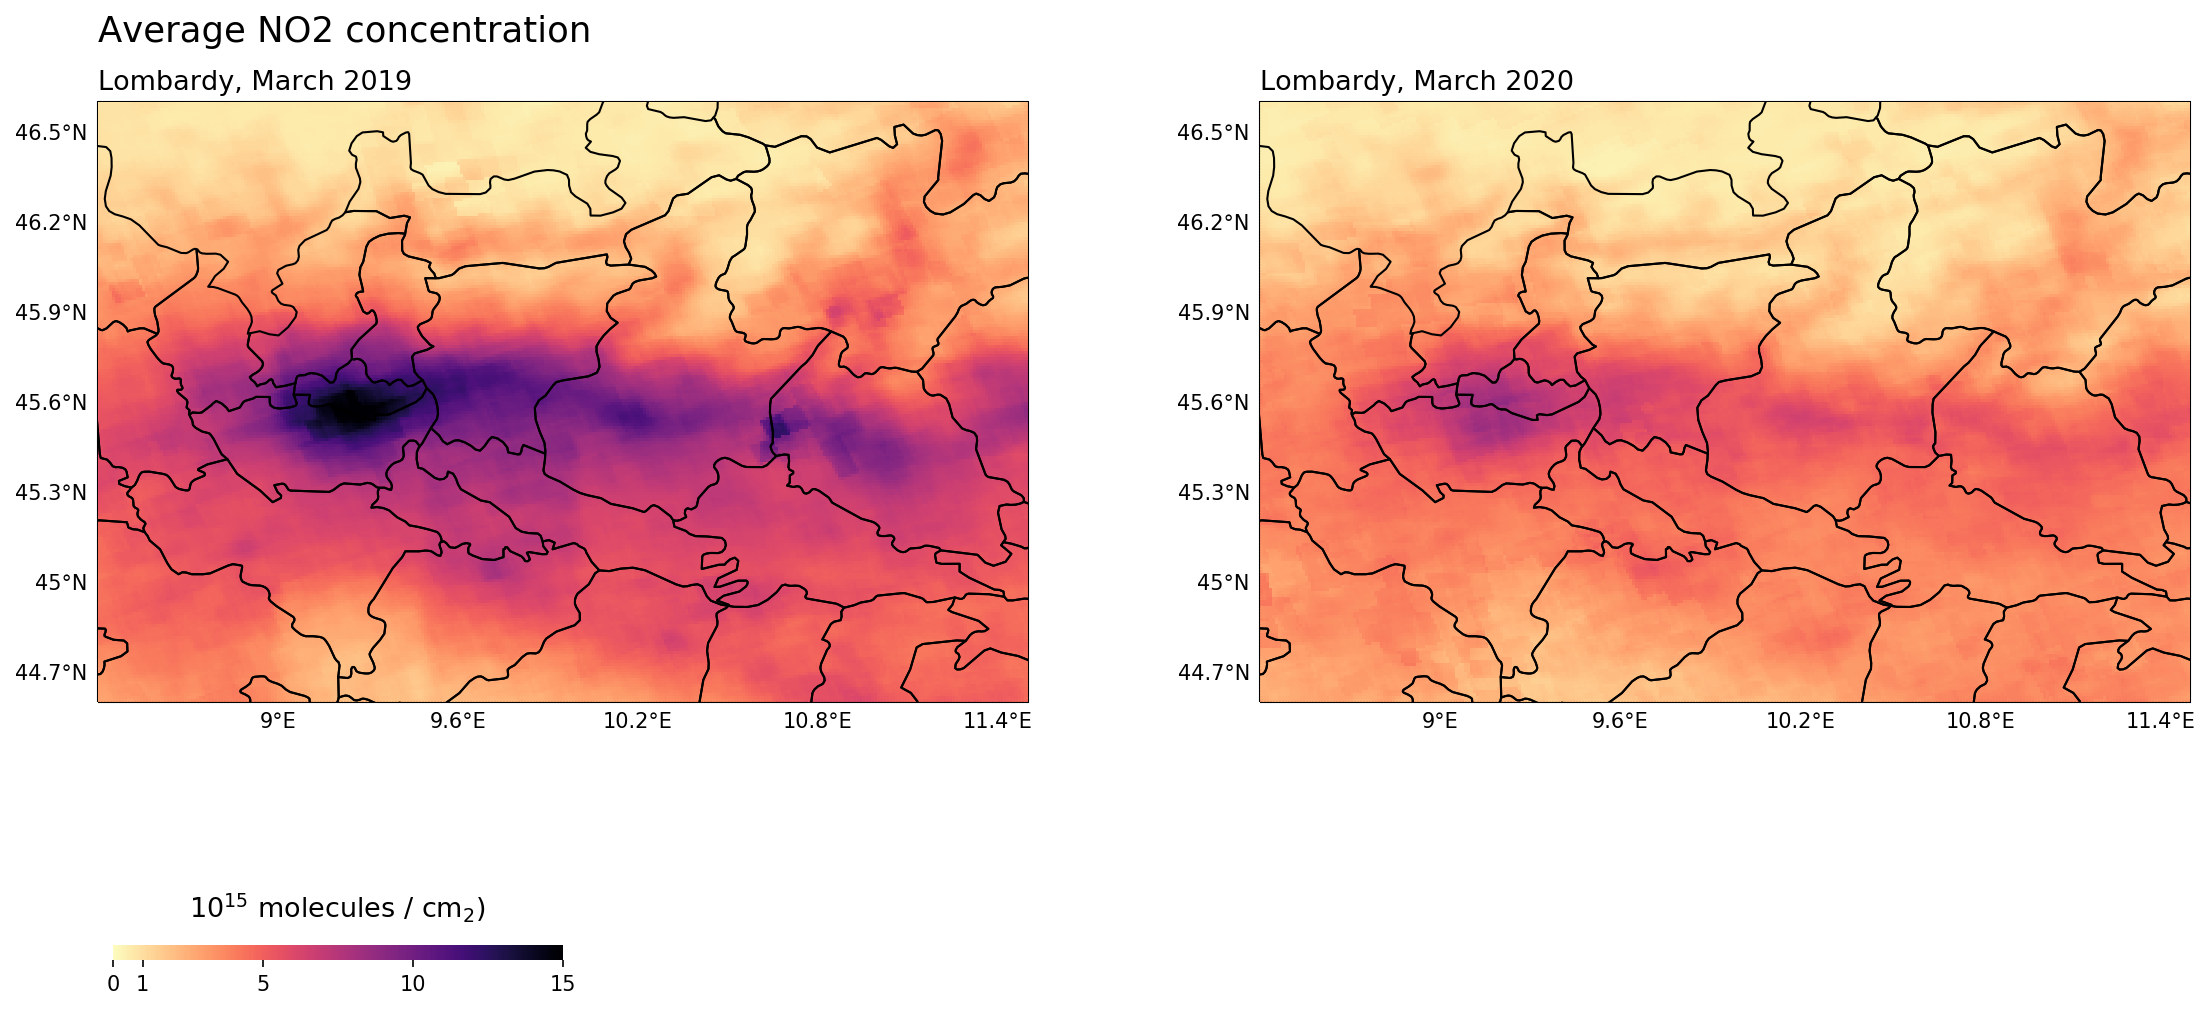 Average NO2 concentration
Lombardy, March 2019
46.5°N
46.2°N
45.9°N
45.6°N
45.3°N
45°N
44.7°N
9°E 9.6°E 10.2°E 10.8°E 11.4°E
Lombardy, March 2020
46.5°N
46.2°N
45.9°N
45.6°N
45.3°N
45°N
44.7°N
9°E 9.6°E 10.2°E 10.8°E 11.4°E
10¹⁵ molecules / cm₂)
0 1 5 10 15